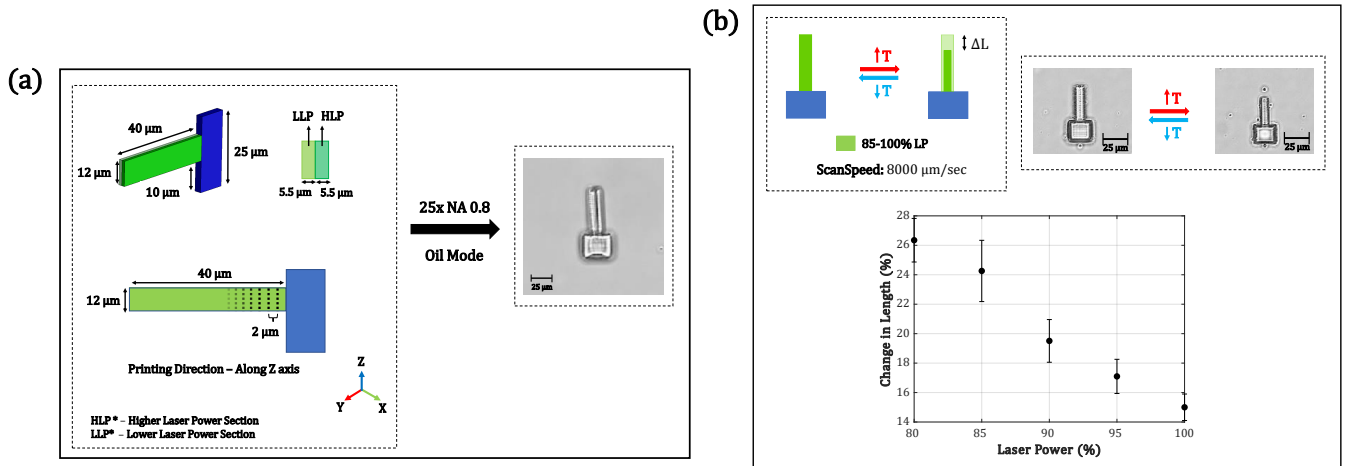 (a)
40 μm
12 μm
25 μm
10 μm
LLP HLP
5.5 μm 5.5 μm
40 μm
12 μm
2 μm
Printing Direction – Along Z axis
Z
Y
X
HLP* – Higher Laser Power Section
LLP* – Lower Laser Power Section
25x NA 0.8
Oil Mode
25 μm
(b)
↑T
↓T
ΔL
85-100% LP
ScanSpeed: 8000 μm/sec
25 μm
↑T
↓T
25 μm
Change in Length (%)
28
26
24
22
20
18
16
14
80 85 90 95 100
Laser Power (%)